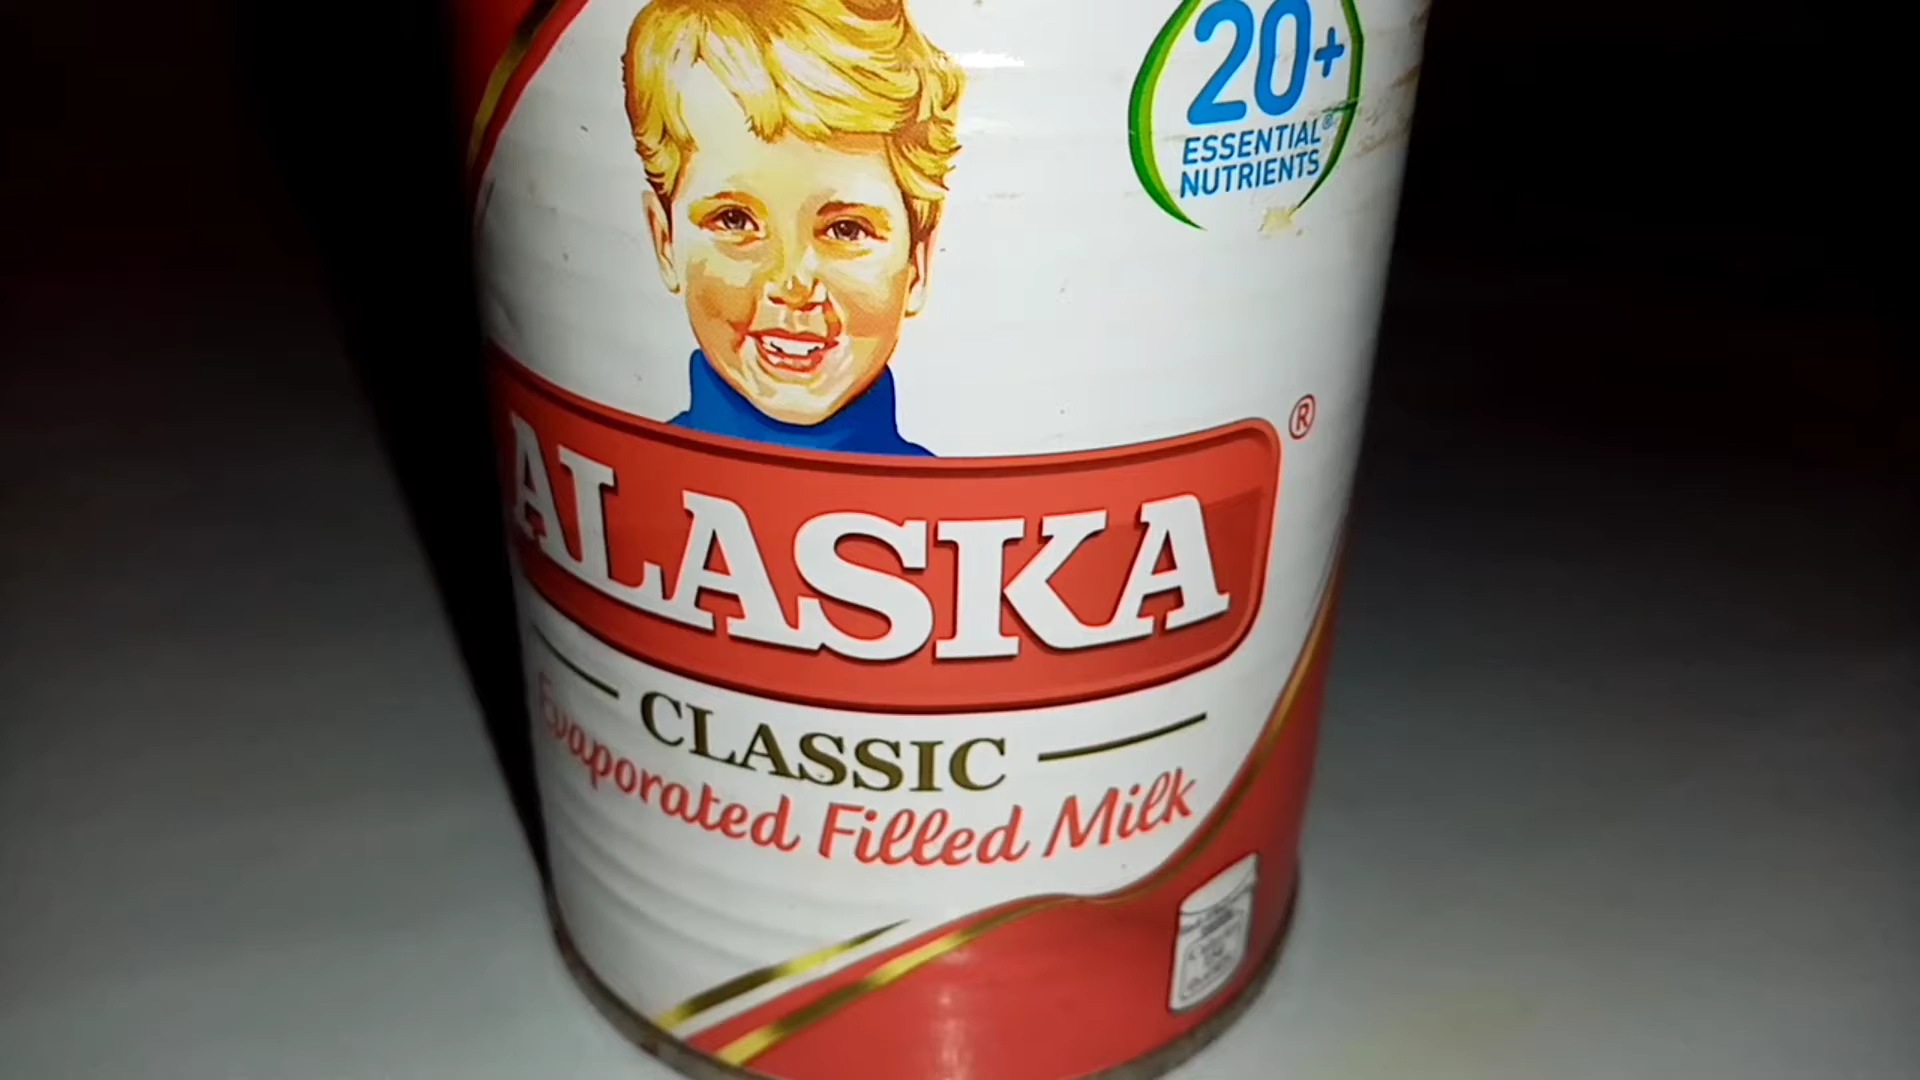 20+
ESSENTIAL®
NUTRIENTS
ALASKA®
CLASSIC
Evaporated Filled Milk